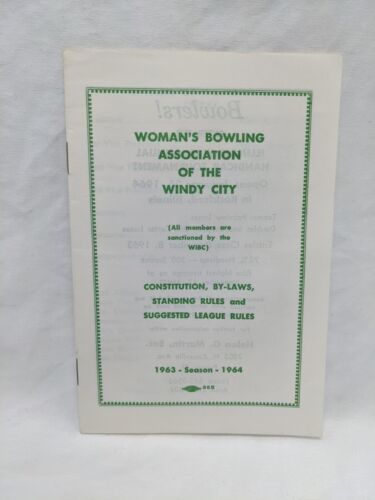 WOMAN'S BOWLING
ASSOCIATION
OF THE
WINDY CITY
(All members are
sanctioned by the
WIBC)
CONSTITUTION, BY-LAWS,
STANDING RULES and
SUGGESTED LEAGUE RULES
1963 - Season - 1964